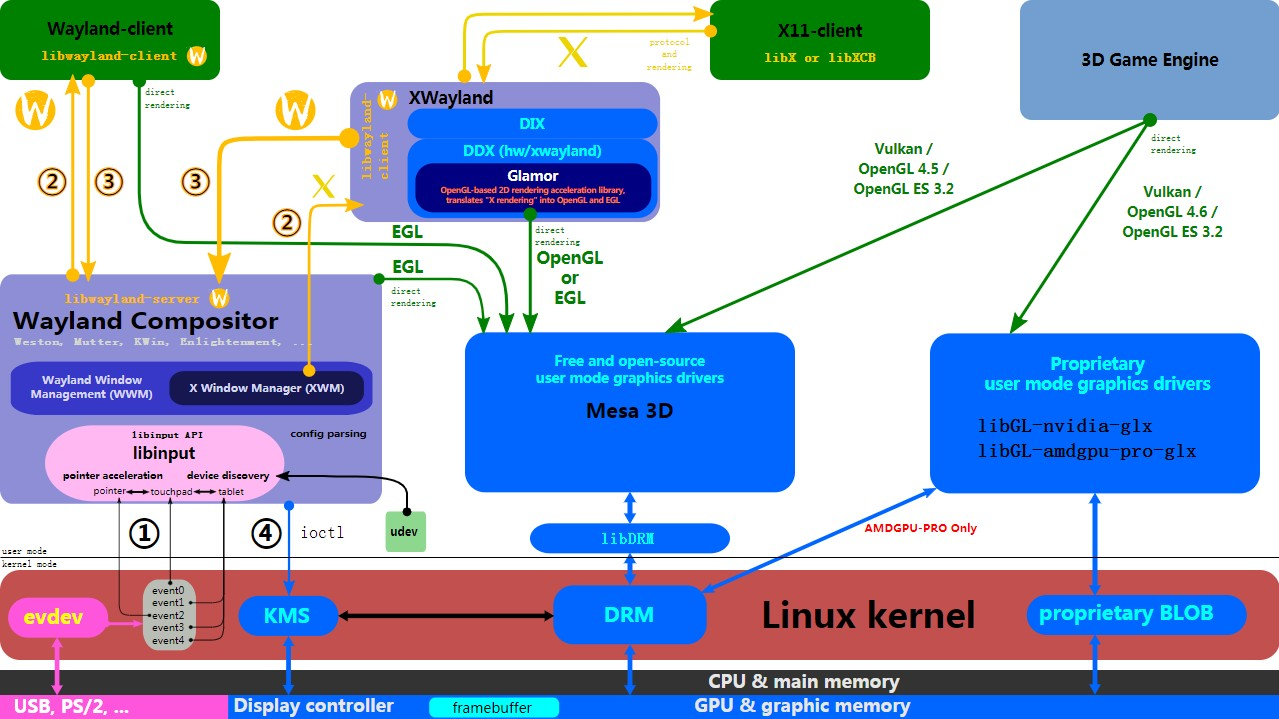 Wayland-client
libwayland-client
W
direct
rendering
W
②
③
W
③
X
②
X
protocol
and
rendering
X11-client
libX or libXCB
3D Game Engine
XWayland
W
libwayland-
client
DIX
DDX (hw/xwayland)
Glamor
OpenGL-based 2D rendering acceleration library,
translates "X rendering" into OpenGL and EGL
direct
rendering
OpenGL
or
EGL
EGL
EGL
direct
rendering
Vulkan /
OpenGL 4.5 /
OpenGL ES 3.2
direct
rendering
Vulkan /
OpenGL 4.6 /
OpenGL ES 3.2
libwayland-server
W
Wayland Compositor
Weston, Mutter, KWin, Enlightenment, ...
Wayland Window
Management (WWM)
X Window Manager (XWM)
libinput API
libinput
config parsing
pointer acceleration
device discovery
pointer
touchpad
tablet
Free and open-source
user mode graphics drivers
Mesa 3D
Proprietary
user mode graphics drivers
libGL-nvidia-glx
libGL-amdgpu-pro-glx
①
④
ioctl
udev
libDRM
AMDGPU-PRO Only
user mode
kernel mode
evdev
event0
event1
event2
event3
event4
KMS
DRM
Linux kernel
proprietary BLOB
CPU & main memory
USB, PS/2, ...
Display controller
framebuffer
GPU & graphic memory